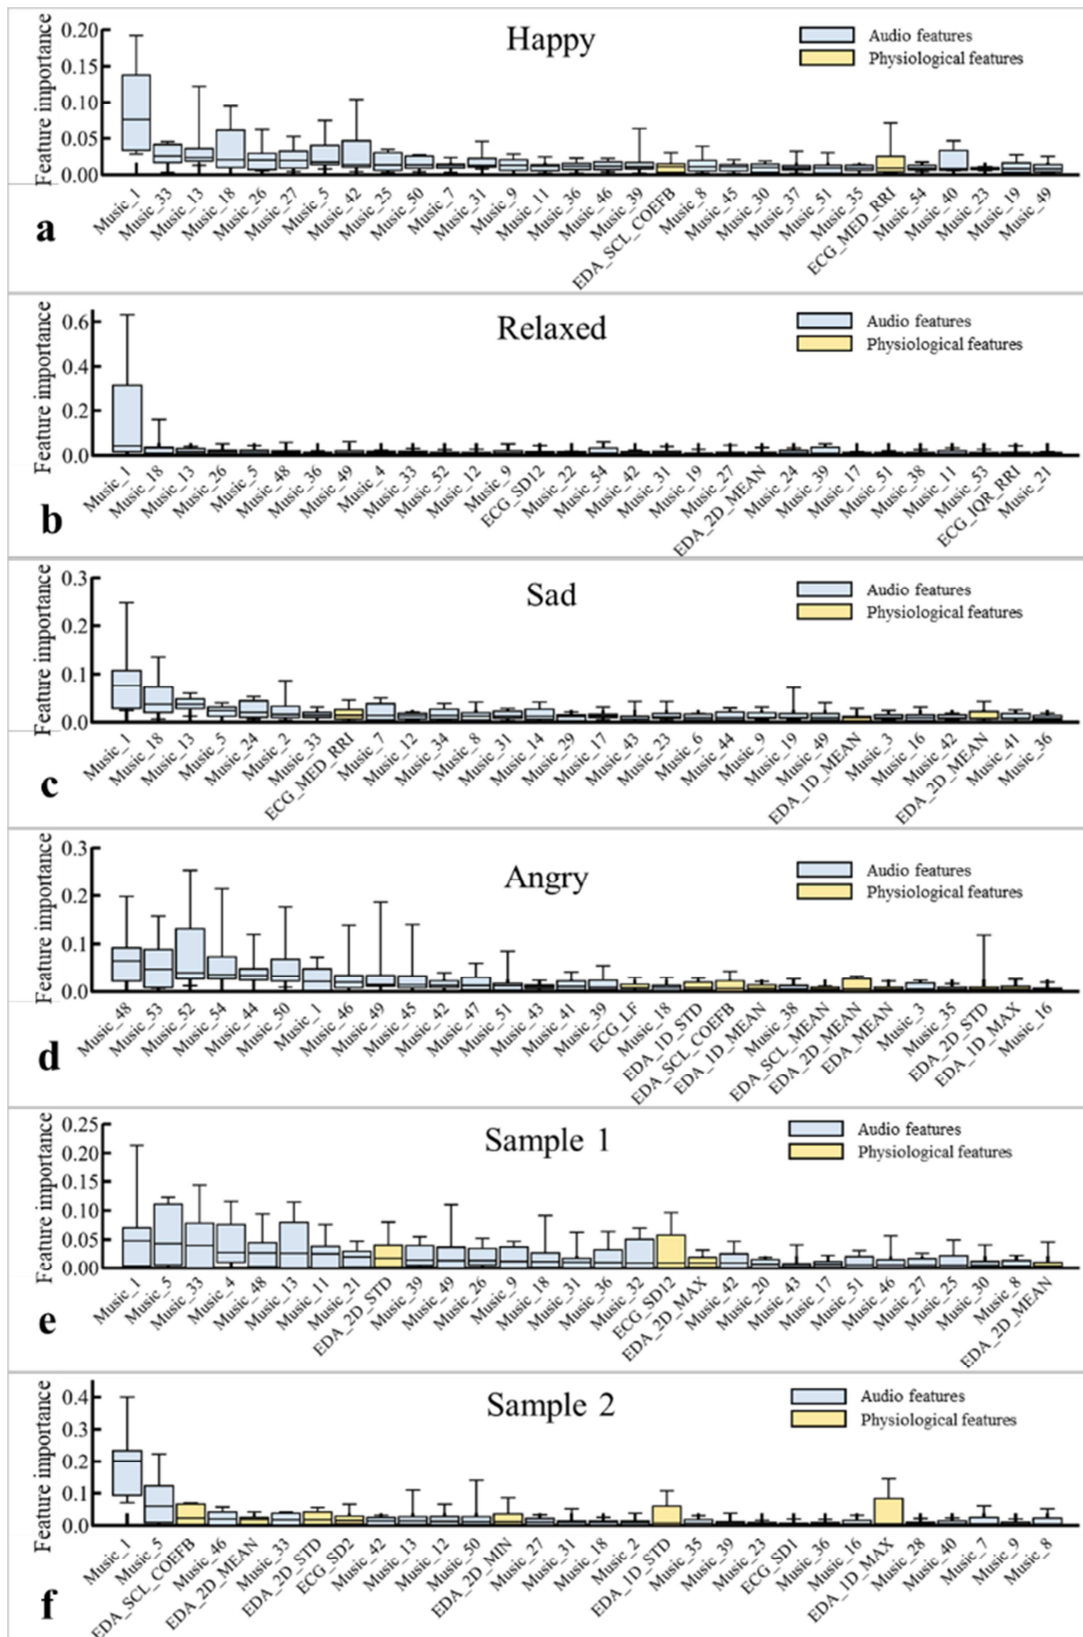 Happy
Audio features
Physiological features
Feature importance
0.20
0.15
0.10
0.05
0.00
Music_1 Music_33 Music_13 Music_18 Music_26 Music_27 Music_5 Music_42 Music_25 Music_50 Music_7 Music_31 Music_9 Music_11 Music_36 Music_46 Music_39 EDA_SCL_COEFB Music_8 Music_45 Music_30 Music_37 Music_51 Music_35 ECG_MED_RRI Music_54 Music_40 Music_23 Music_19 Music_49
a
Relaxed
Audio features
Physiological features
Feature importance
0.6
0.4
0.2
0.0
Music_1 Music_18 Music_13 Music_26 Music_5 Music_48 Music_36 Music_49 Music_4 Music_33 Music_52 Music_12 Music_9 ECG_SD12 Music_22 Music_54 Music_42 Music_31 Music_19 Music_27 EDA_2D_MEAN Music_24 Music_39 Music_17 Music_51 Music_38 Music_11 Music_53 ECG_IQR_RRI Music_21
b
Sad
Audio features
Physiological features
Feature importance
0.3
0.2
0.1
0.0
Music_1 Music_18 Music_13 Music_5 Music_24 Music_2 Music_33 ECG_MED_RRI Music_7 Music_12 Music_34 Music_8 Music_31 Music_14 Music_29 Music_17 Music_43 Music_23 Music_6 Music_44 Music_9 Music_19 Music_49 EDA_1D_MEAN Music_3 Music_16 Music_42 EDA_2D_MEAN Music_41 Music_36
c
Angry
Audio features
Physiological features
Feature importance
0.3
0.2
0.1
0.0
Music_48 Music_53 Music_52 Music_54 Music_44 Music_50 Music_1 Music_46 Music_49 Music_45 Music_42 Music_47 Music_51 Music_43 Music_41 Music_39 ECG_LF Music_18 EDA_1D_STD EDA_SCL_COEFB EDA_1D_MEAN Music_38 EDA_SCL_MEAN EDA_2D_MEAN EDA_MEAN Music_3 Music_35 EDA_2D_STD EDA_1D_MAX Music_16
d
Sample 1
Audio features
Physiological features
Feature importance
0.25
0.20
0.15
0.10
0.05
0.00
Music_1 Music_5 Music_33 Music_4 Music_48 Music_13 Music_11 Music_21 EDA_2D_STD Music_39 Music_49 Music_26 Music_9 Music_18 Music_31 Music_36 Music_32 ECG_SD12 EDA_2D_MAX Music_42 Music_20 Music_43 Music_17 Music_51 Music_46 Music_27 Music_25 Music_30 Music_8 EDA_2D_MEAN
e
Sample 2
Audio features
Physiological features
Feature importance
0.4
0.3
0.2
0.1
0.0
Music_1 Music_5 EDA_SCL_COEFB Music_46 EDA_2D_MEAN Music_33 EDA_2D_STD ECG_SD2 Music_42 Music_13 Music_12 Music_50 EDA_2D_MIN Music_27 Music_31 Music_18 Music_2 EDA_1D_STD Music_35 Music_39 Music_23 ECG_SD1 Music_36 Music_16 EDA_1D_MAX Music_28 Music_40 Music_7 Music_9 Music_8
f